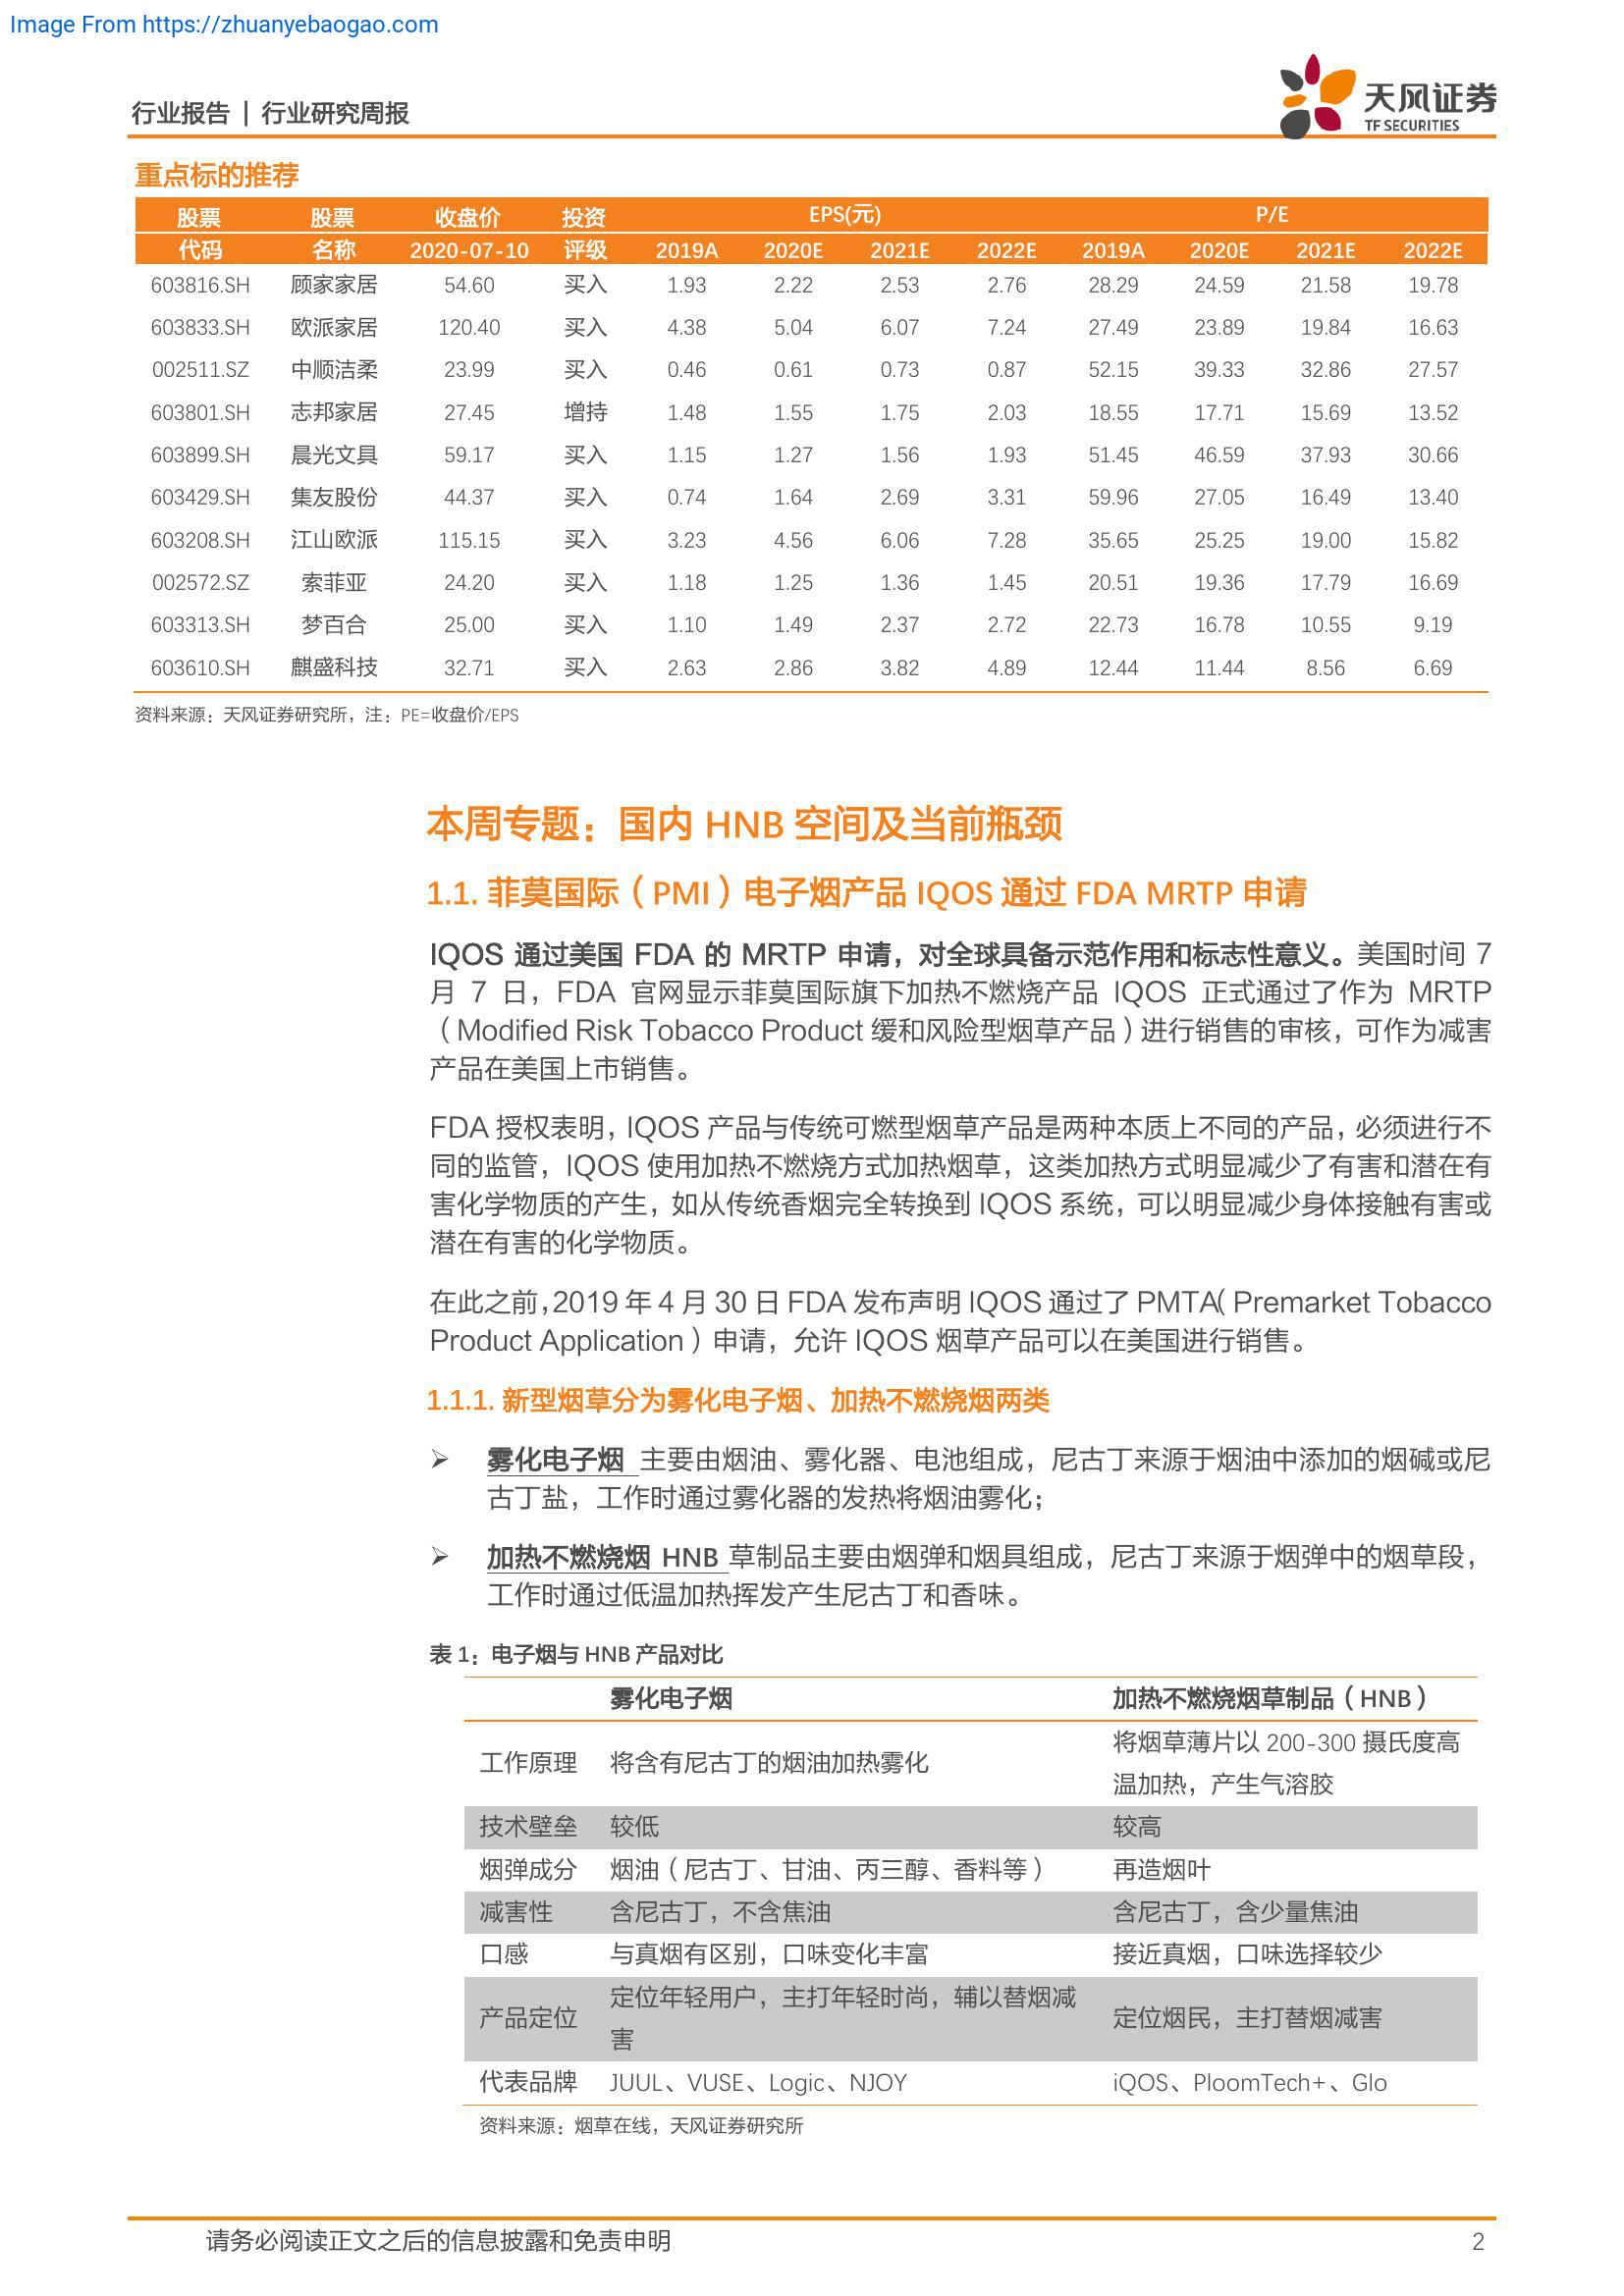 Image From https://zhuanyebaogao.com
行业报告 | 行业研究周报
天风证券
TF SECURITIES
重点标的推荐
股票 股票 收盘价 投资 EPS(元) P/E
代码 名称 2020-07-10 评级 2019A 2020E 2021E 2022E 2019A 2020E 2021E 2022E
603816.SH 顾家家居 54.60 买入 1.93 2.22 2.53 2.76 28.29 24.59 21.58 19.78
603833.SH 欧派家居 120.40 买入 4.38 5.04 6.07 7.24 27.49 23.89 19.84 16.63
002511.SZ 中顺洁柔 23.99 买入 0.46 0.61 0.73 0.87 52.15 39.33 32.86 27.57
603801.SH 志邦家居 27.45 增持 1.48 1.55 1.75 2.03 18.55 17.71 15.69 13.52
603899.SH 晨光文具 59.17 买入 1.15 1.27 1.56 1.93 51.45 46.59 37.93 30.66
603429.SH 集友股份 44.37 买入 0.74 1.64 2.69 3.31 59.96 27.05 16.49 13.40
603208.SH 江山欧派 115.15 买入 3.23 4.56 6.06 7.28 35.65 25.25 19.00 15.82
002572.SZ 索菲亚 24.20 买入 1.18 1.25 1.36 1.45 20.51 19.36 17.79 16.69
603313.SH 梦百合 25.00 买入 1.10 1.49 2.37 2.72 22.73 16.78 10.55 9.19
603610.SH 麒盛科技 32.71 买入 2.63 2.86 3.82 4.89 12.44 11.44 8.56 6.69
资料来源：天风证券研究所，注：PE=收盘价/EPS
本周专题：国内 HNB 空间及当前瓶颈
1.1. 菲莫国际（PMI）电子烟产品 IQOS 通过 FDA MRTP 申请
IQOS 通过美国 FDA 的 MRTP 申请，对全球具备示范作用和标志性意义。美国时间 7
月 7 日，FDA 官网显示菲莫国际旗下加热不燃烧产品 IQOS 正式通过了作为 MRTP
（Modified Risk Tobacco Product 缓和风险型烟草产品）进行销售的审核，可作为减害
产品在美国上市销售。
FDA 授权表明，IQOS 产品与传统可燃型烟草产品是两种本质上不同的产品，必须进行不
同的监管，IQOS 使用加热不燃烧方式加热烟草，这类加热方式明显减少了有害和潜在有
害化学物质的产生，如从传统香烟完全转换到 IQOS 系统，可以明显减少身体接触有害或
潜在有害的化学物质。
在此之前，2019 年 4 月 30 日 FDA 发布声明 IQOS 通过了 PMTA（Premarket Tobacco
Product Application）申请，允许 IQOS 烟草产品可以在美国进行销售。
1.1.1. 新型烟草分为雾化电子烟、加热不燃烧烟两类
➢ 雾化电子烟 主要由烟油、雾化器、电池组成，尼古丁来源于烟油中添加的烟碱或尼
古丁盐，工作时通过雾化器的发热将烟油雾化；
➢ 加热不燃烧烟 HNB 草制品主要由烟弹和烟具组成，尼古丁来源于烟弹中的烟草段，
工作时通过低温加热挥发产生尼古丁和香味。
表 1：电子烟与 HNB 产品对比
雾化电子烟 加热不燃烧烟草制品（HNB）
工作原理 将含有尼古丁的烟油加热雾化 将烟草薄片以 200-300 摄氏度高
温加热，产生气溶胶
技术壁垒 较低 较高
烟弹成分 烟油（尼古丁、甘油、丙三醇、香料等） 再造烟叶
减害性 含尼古丁，不含焦油 含尼古丁，含少量焦油
口感 与真烟有区别，口味变化丰富 接近真烟，口味选择较少
产品定位 定位年轻用户，主打年轻时尚，辅以替烟减
害 定位烟民，主打替烟减害
代表品牌 JUUL、VUSE、Logic、NJOY iQOS、PloomTech+、Glo
资料来源：烟草在线，天风证券研究所
请务必阅读正文之后的信息披露和免责申明 2